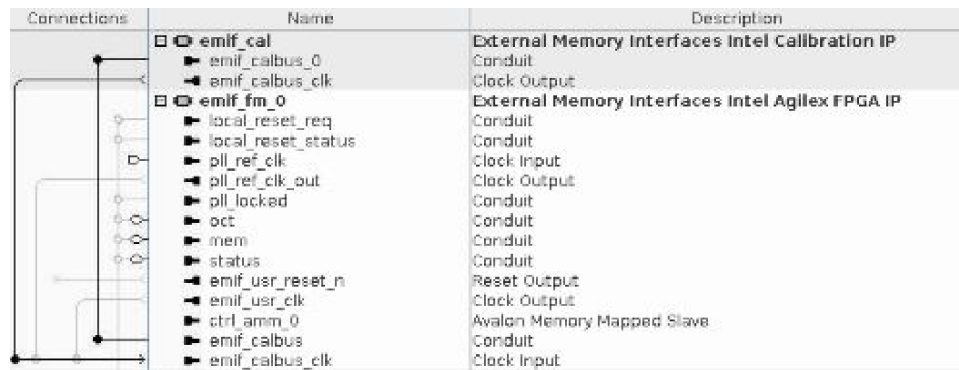 Connections Name Description
emif_cal External Memory Interfaces Intel Calibration IP
emif_calbus_0 Conduit
emif_calbus_clk Clock Output
emif_fm_0 External Memory Interfaces Intel Agilex FPGA IP
local_reset_req Conduit
local_reset_status Conduit
pll_ref_clk Clock Input
pll_ref_clk_out Clock Output
pll_locked Conduit
oct Conduit
mem Conduit
status Conduit
emif_usr_reset_n Reset Output
emif_usr_clk Clock Output
ctrl_amm_0 Avalon Memory Mapped Slave
emif_calbus Conduit
emif_calbus_clk Clock Input